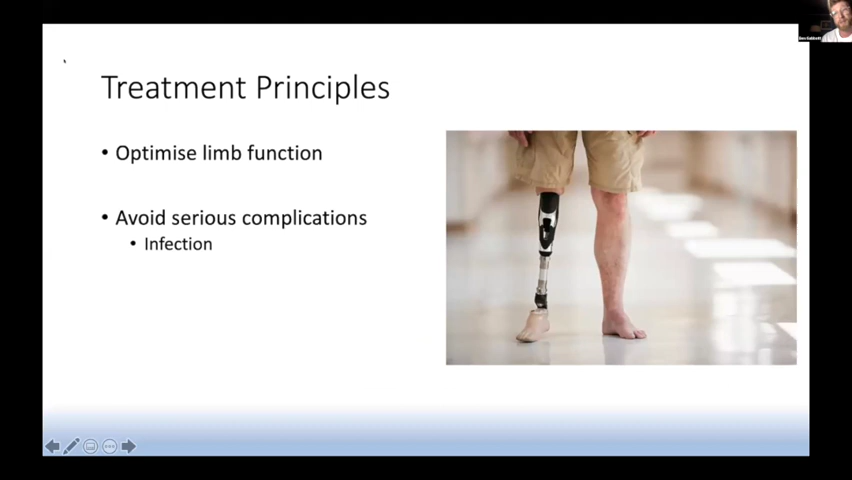 Treatment Principles
• Optimise limb function
• Avoid serious complications
• Infection